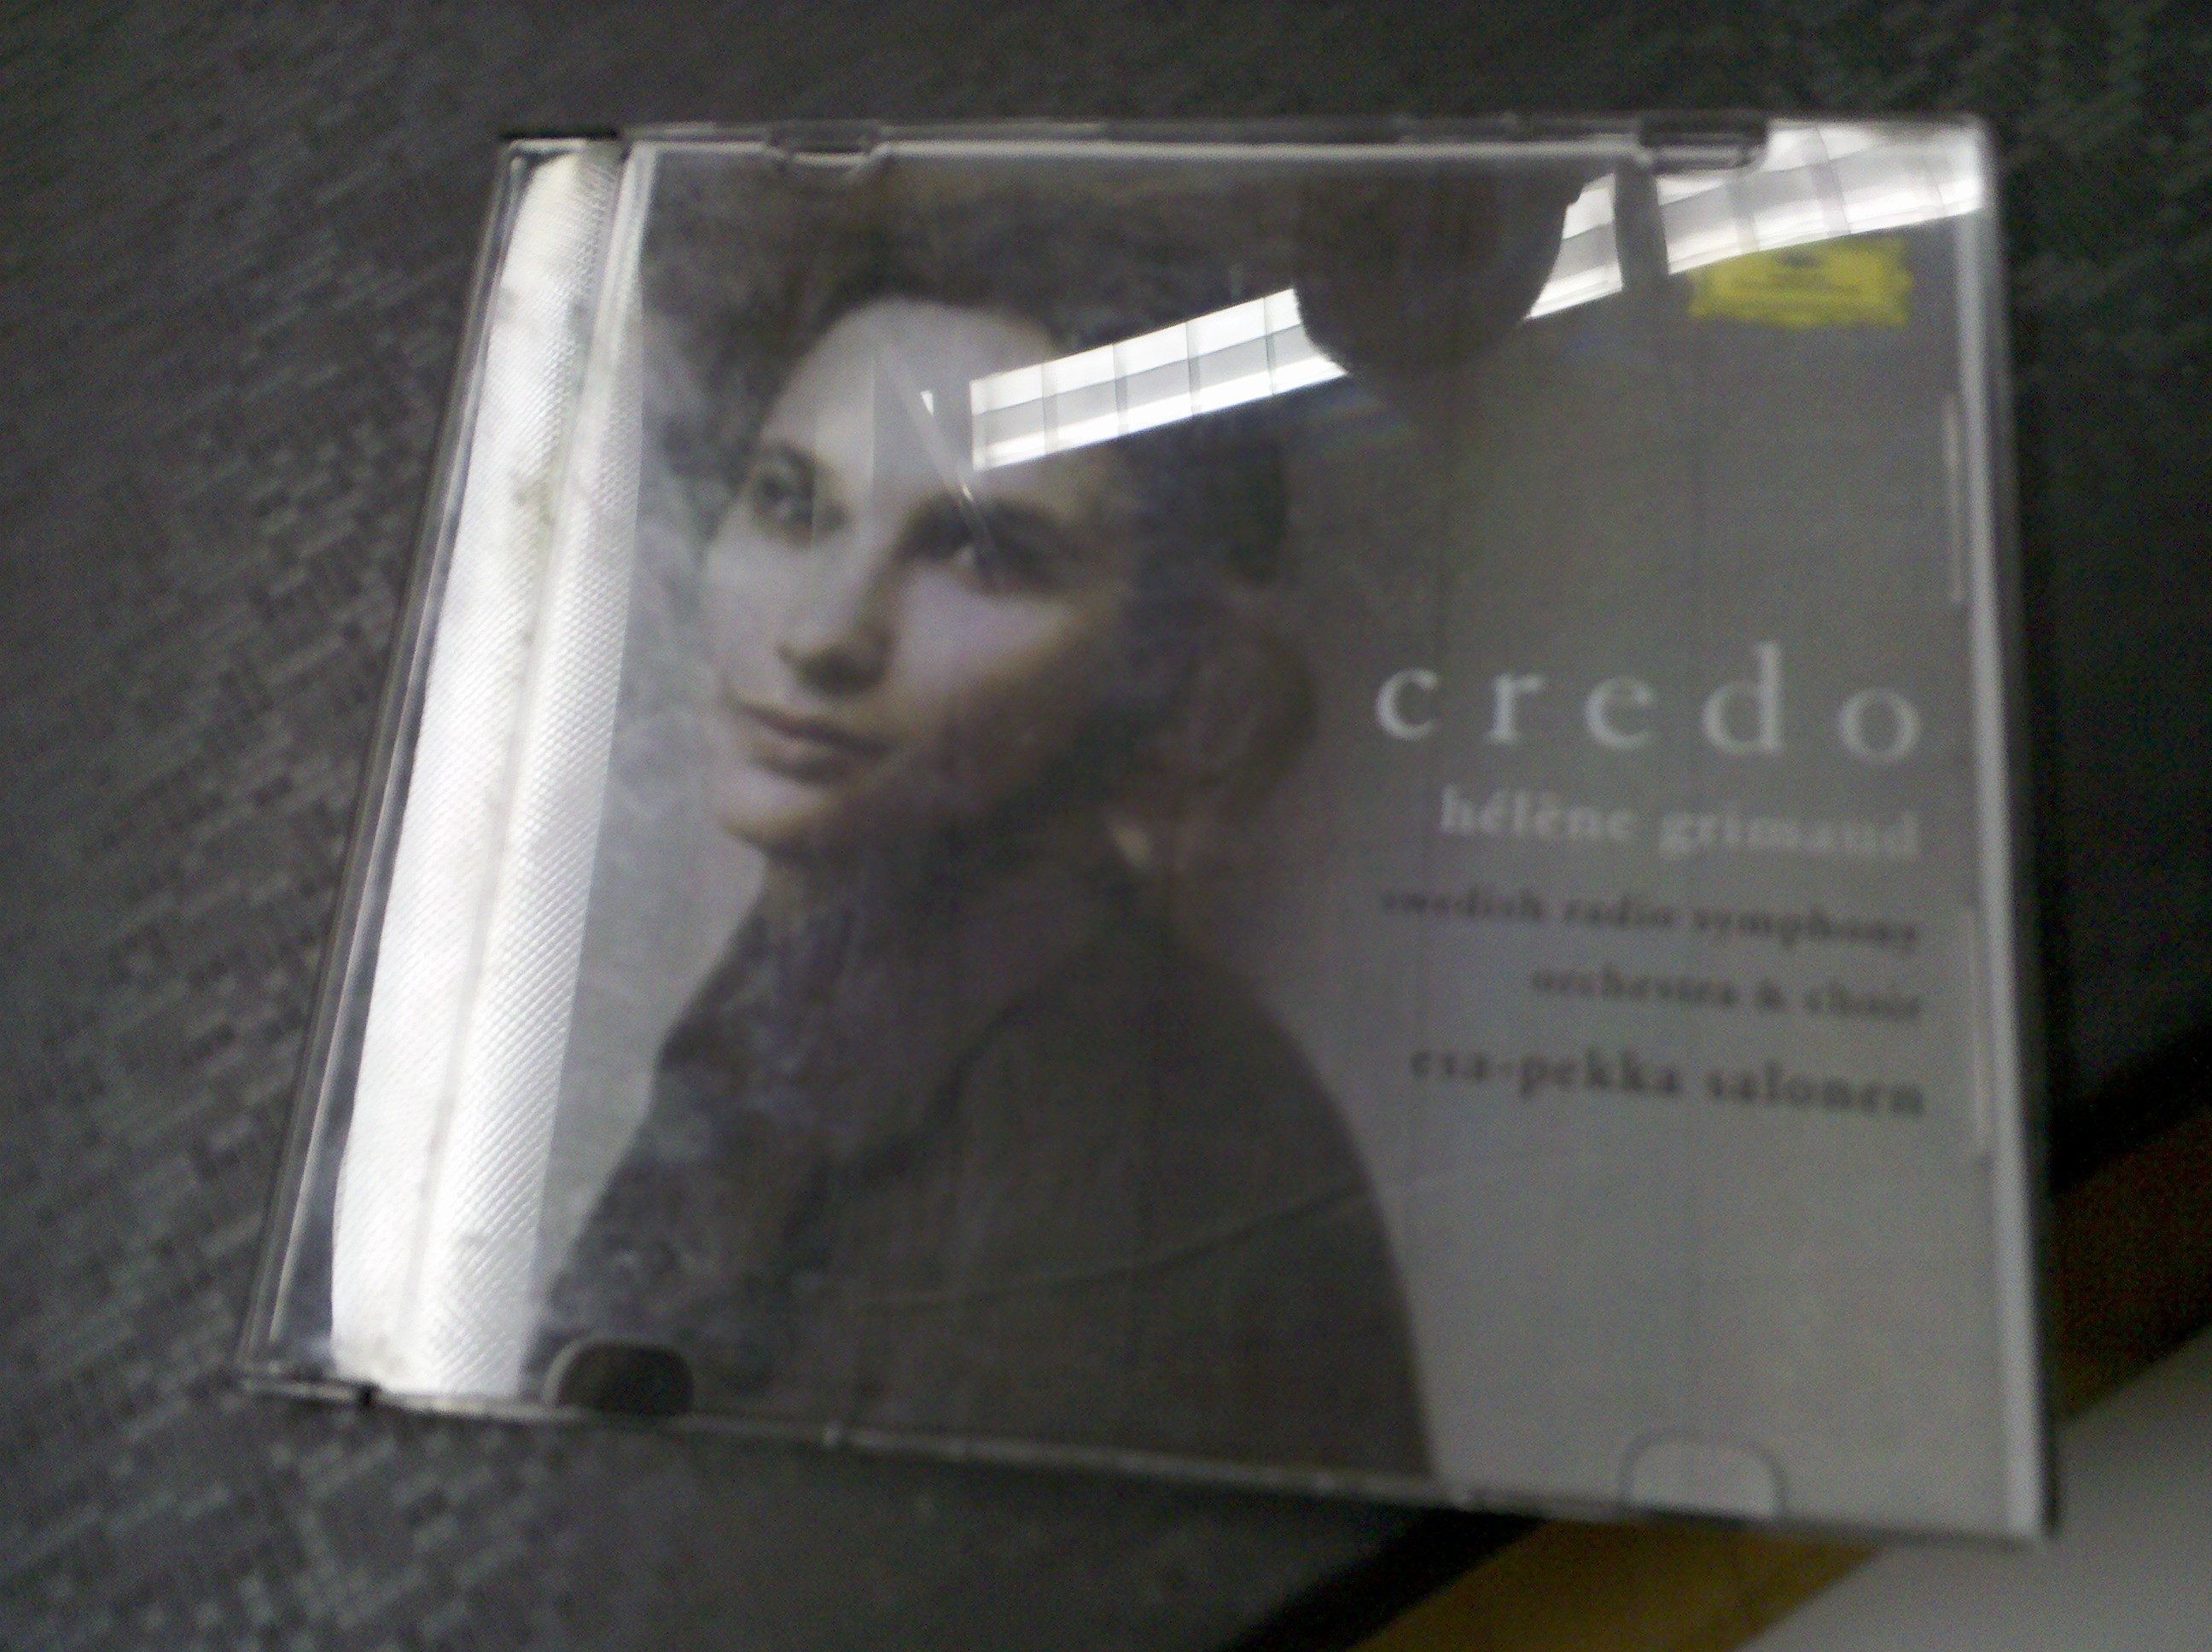 credo
hélène grimaud
swedish radio symphony
orchestra & choir
esa-pekka salonen